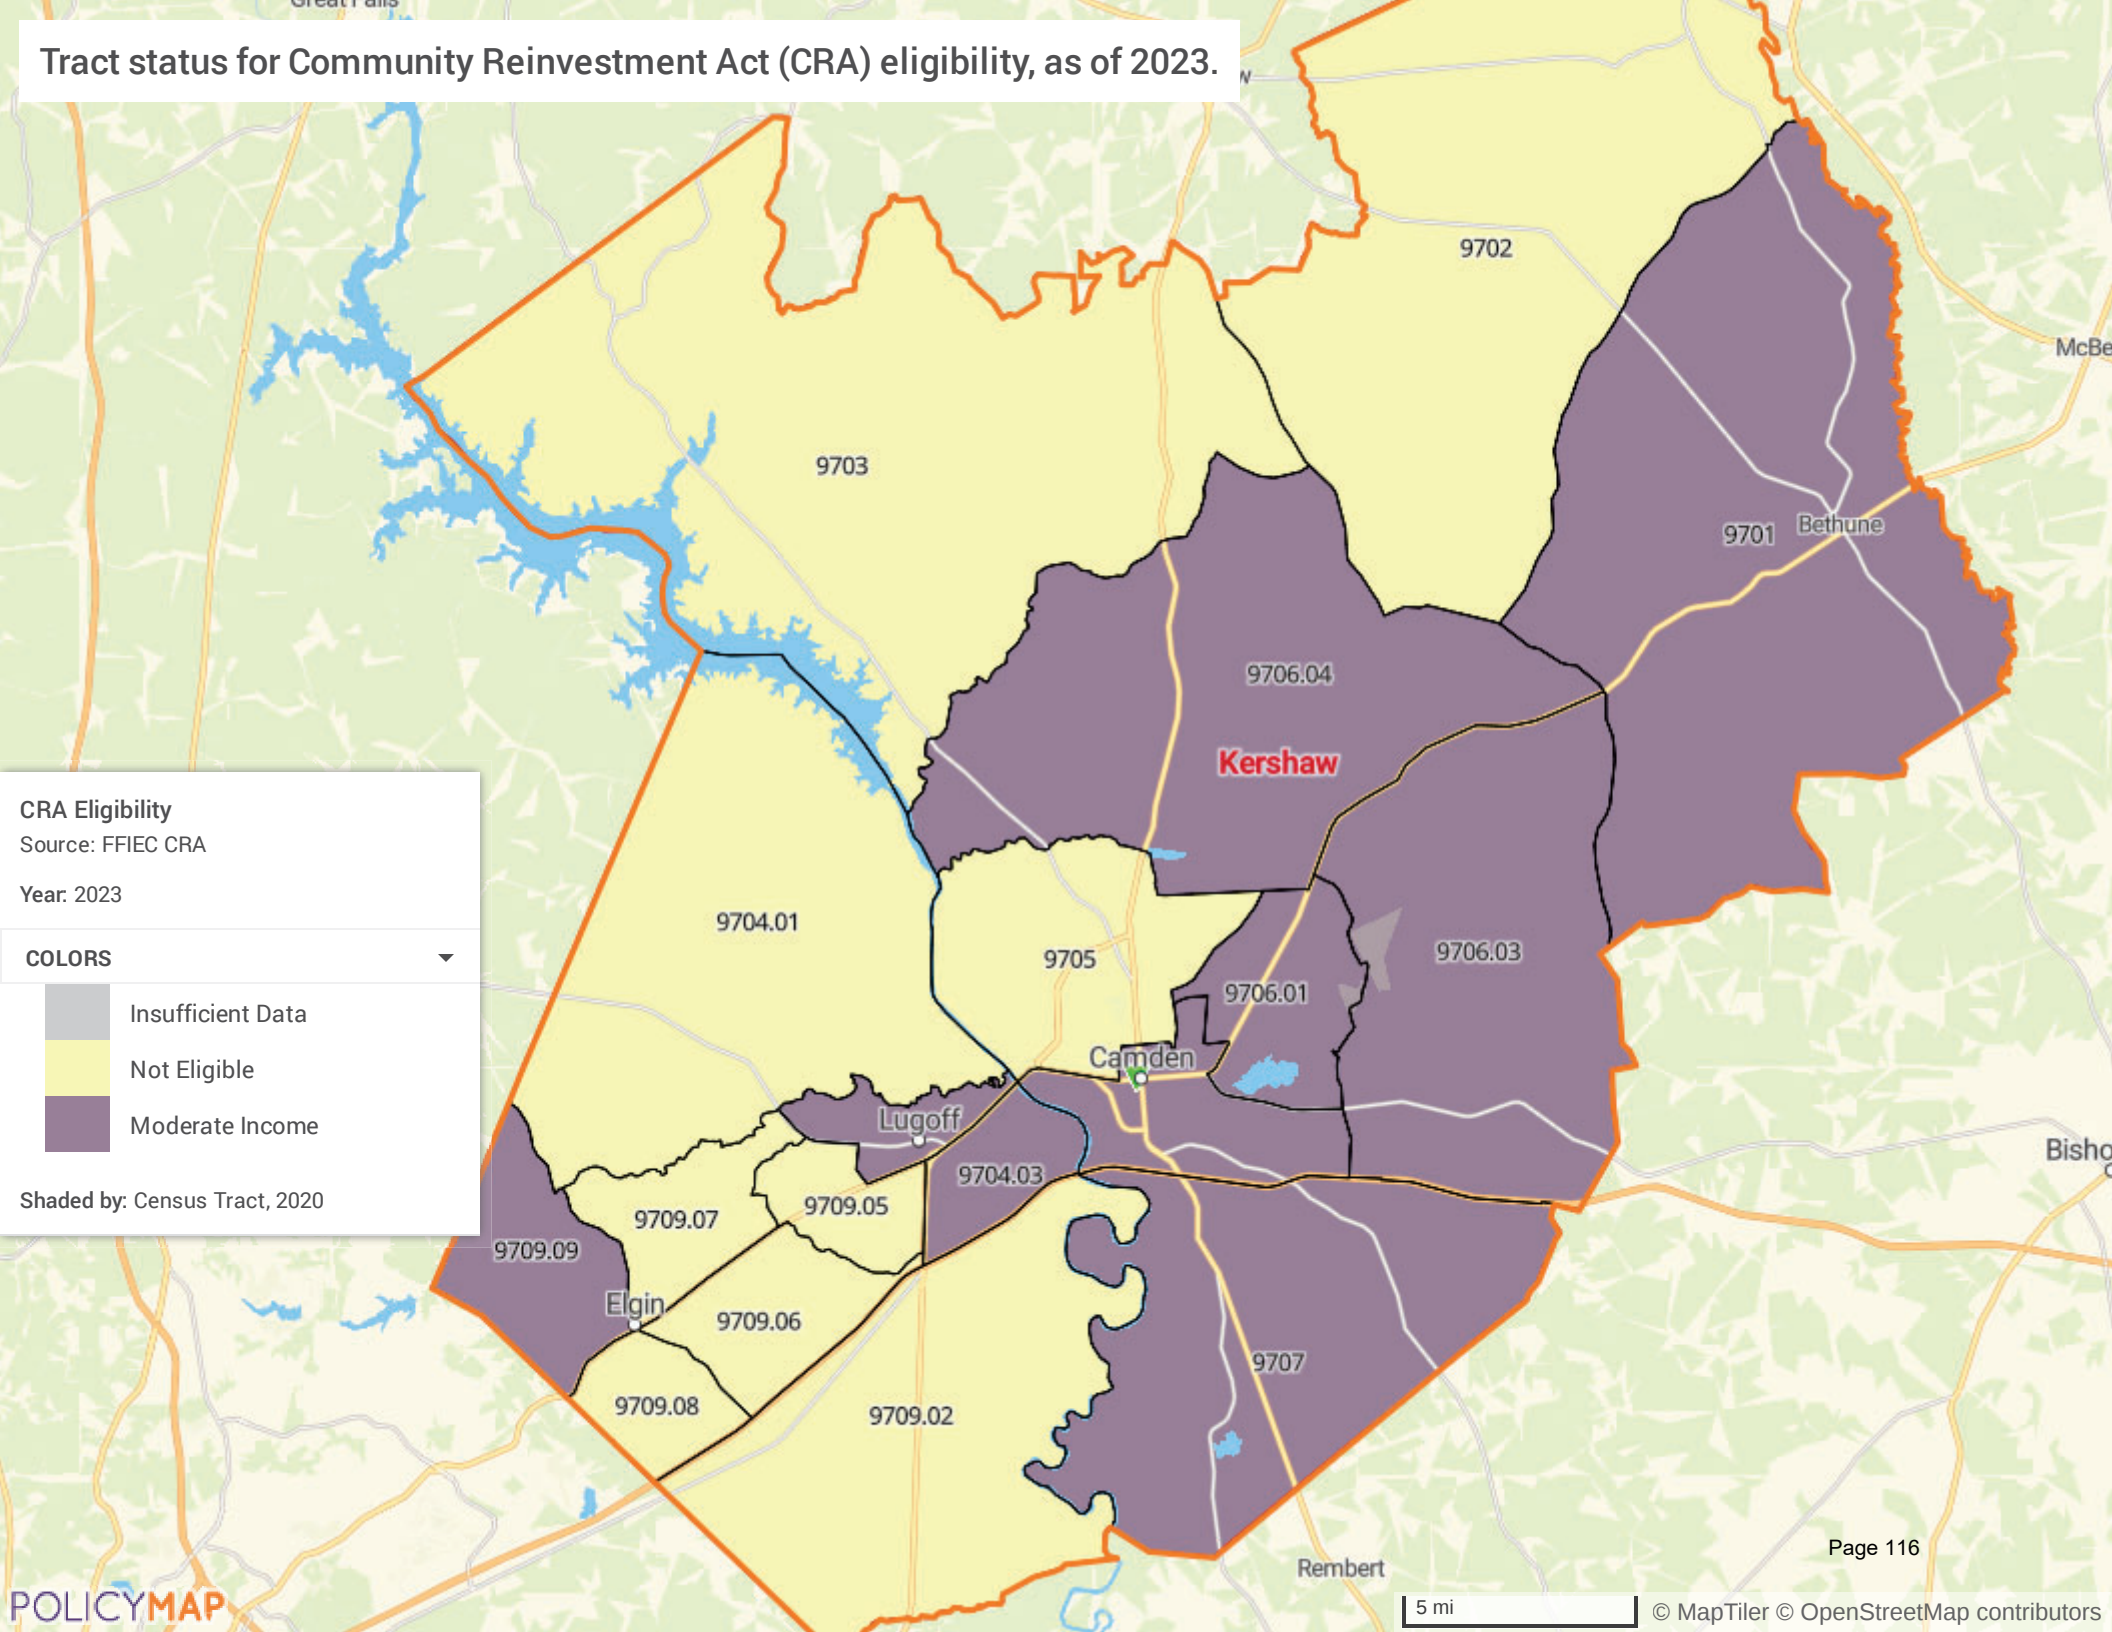 Great Falls
Tract status for Community Reinvestment Act (CRA) eligibility, as of 2023.
w
9702
McBe
9703
9701
Bethune
9706.04
Kershaw
CRA Eligibility
Source: FFIEC CRA
Year: 2023
COLORS
Insufficient Data
Not Eligible
Moderate Income
Shaded by: Census Tract, 2020
9704.01
9705
9706.03
9706.01
Camden
Lugoff
9704.03
Bisho
9709.07
9709.05
9709.09
Elgin
9709.06
9707
9709.08
9709.02
Page 116
Rembert
POLICYMAP
5 mi
© MapTiler © OpenStreetMap contributors